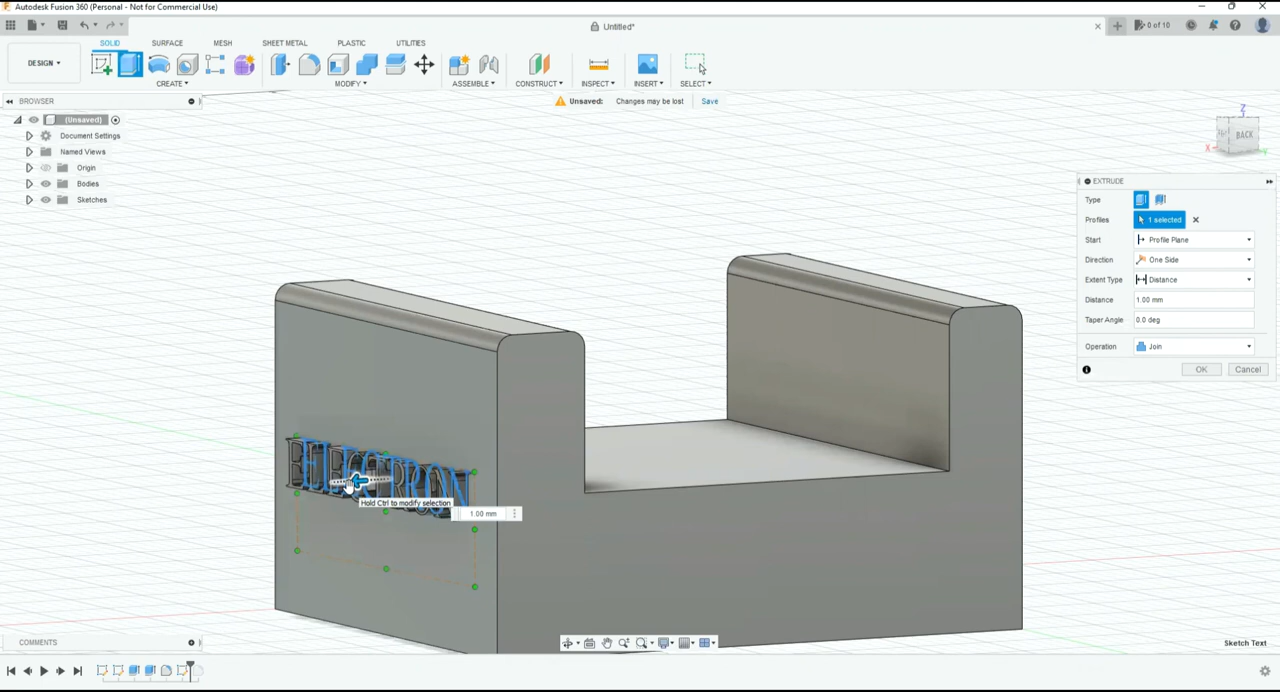 Autodesk Fusion 360 (Personal - Not for Commercial Use)
Untitled*
0 of 10
DESIGN
SOLID SURFACE MESH SHEET METAL PLASTIC UTILITIES
CREATE MODIFY ASSEMBLE CONSTRUCT INSPECT INSERT SELECT
BROWSER
Unsaved: Changes may be lost Save
(Unsaved)
Document Settings
Named Views
Origin
Bodies
Sketches
Z
BACK
X
Y
EXTRUDE
Type
Profiles 1 selected
Start Profile Plane
Direction One Side
Extent Type Distance
Distance 1.00 mm
Taper Angle 0.0 deg
Operation Join
OK Cancel
ELECTRON
Hold Ctrl to modify selection
1.00 mm
COMMENTS
Sketch Text